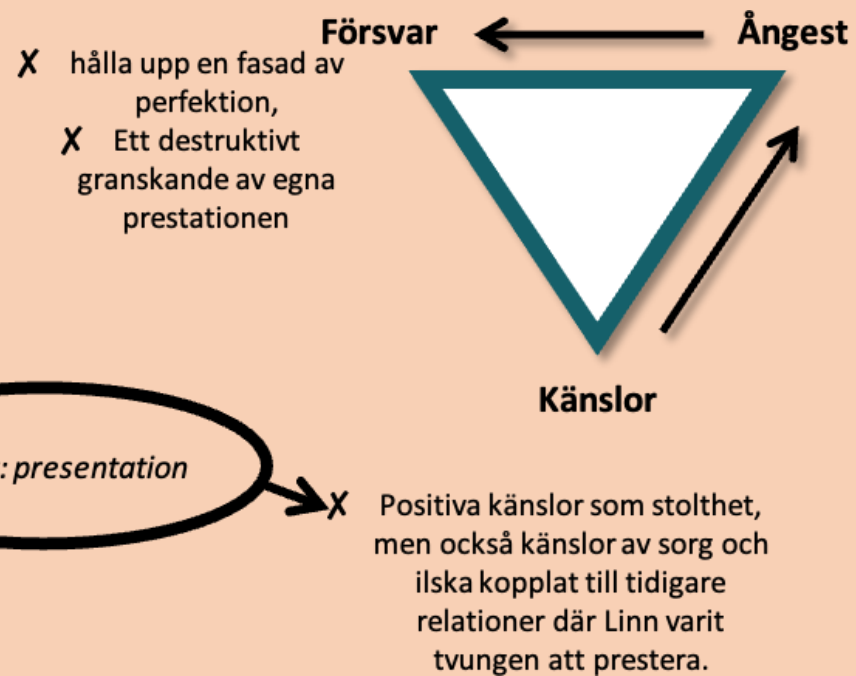 Försvar
Ångest
✗ hålla upp en fasad av
perfektion,
✗ Ett destruktivt
granskande av egna
prestationen
Känslor
: presentation
✗ Positiva känslor som stolthet,
men också känslor av sorg och
ilska kopplat till tidigare
relationer där Linn varit
tvungen att prestera.